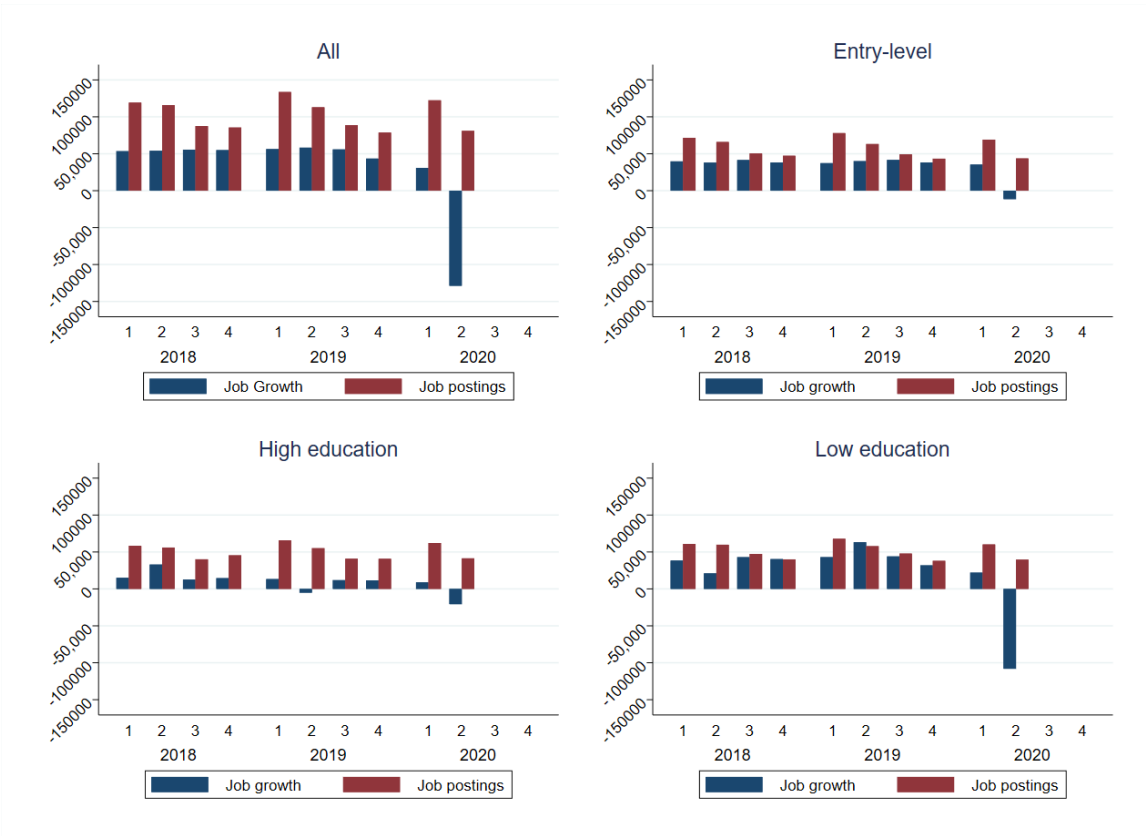 All
150000
100000
50,000
0
-50,000
-100000
-150000
1 2 3 4 1 2 3 4 1 2 3 4
2018 2019 2020
Job Growth Job postings
Entry-level
150000
100000
50,000
0
-50,000
-100000
-150000
1 2 3 4 1 2 3 4 1 2 3 4
2018 2019 2020
Job growth Job postings
High education
150000
100000
50,000
0
-50,000
-100000
-150000
1 2 3 4 1 2 3 4 1 2 3 4
2018 2019 2020
Job growth Job postings
Low education
150000
100000
50,000
0
-50,000
-100000
-150000
1 2 3 4 1 2 3 4 1 2 3 4
2018 2019 2020
Job growth Job postings